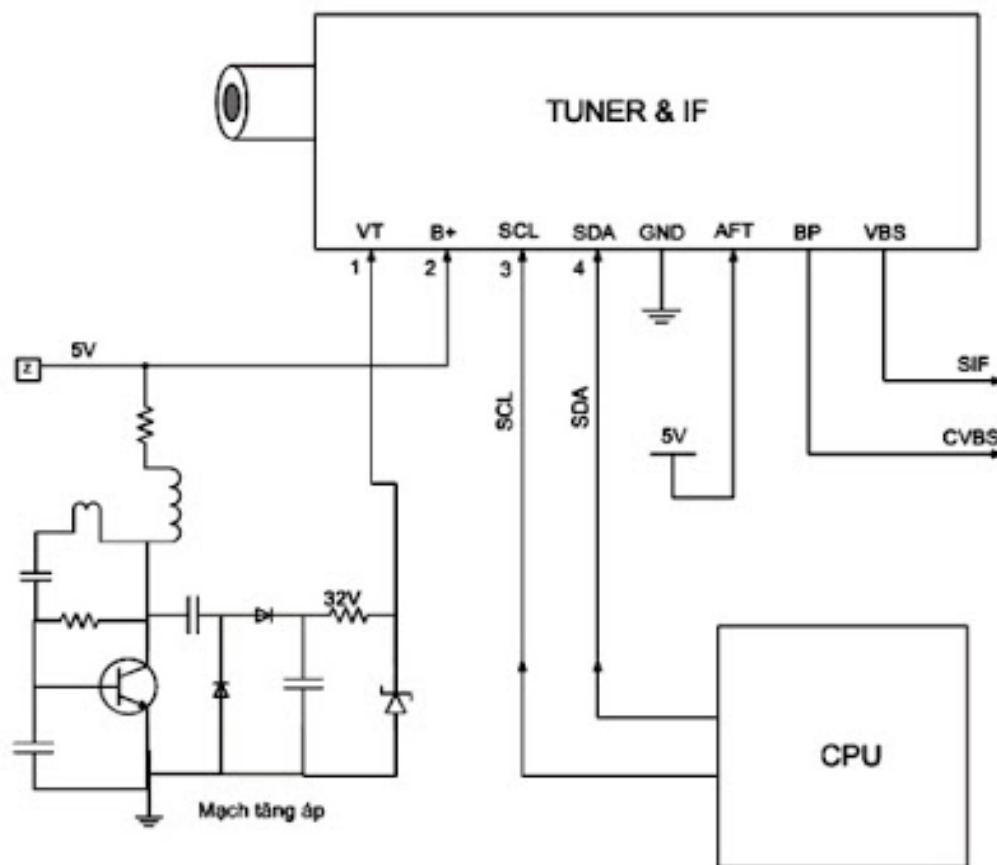 TUNER & IF
VT B+ SCL SDA GND AFT BP VBS
1 2 3 4
z 5V
SIF
SCL SDA
5V
CVBS
32V
CPU
Mạch tăng áp